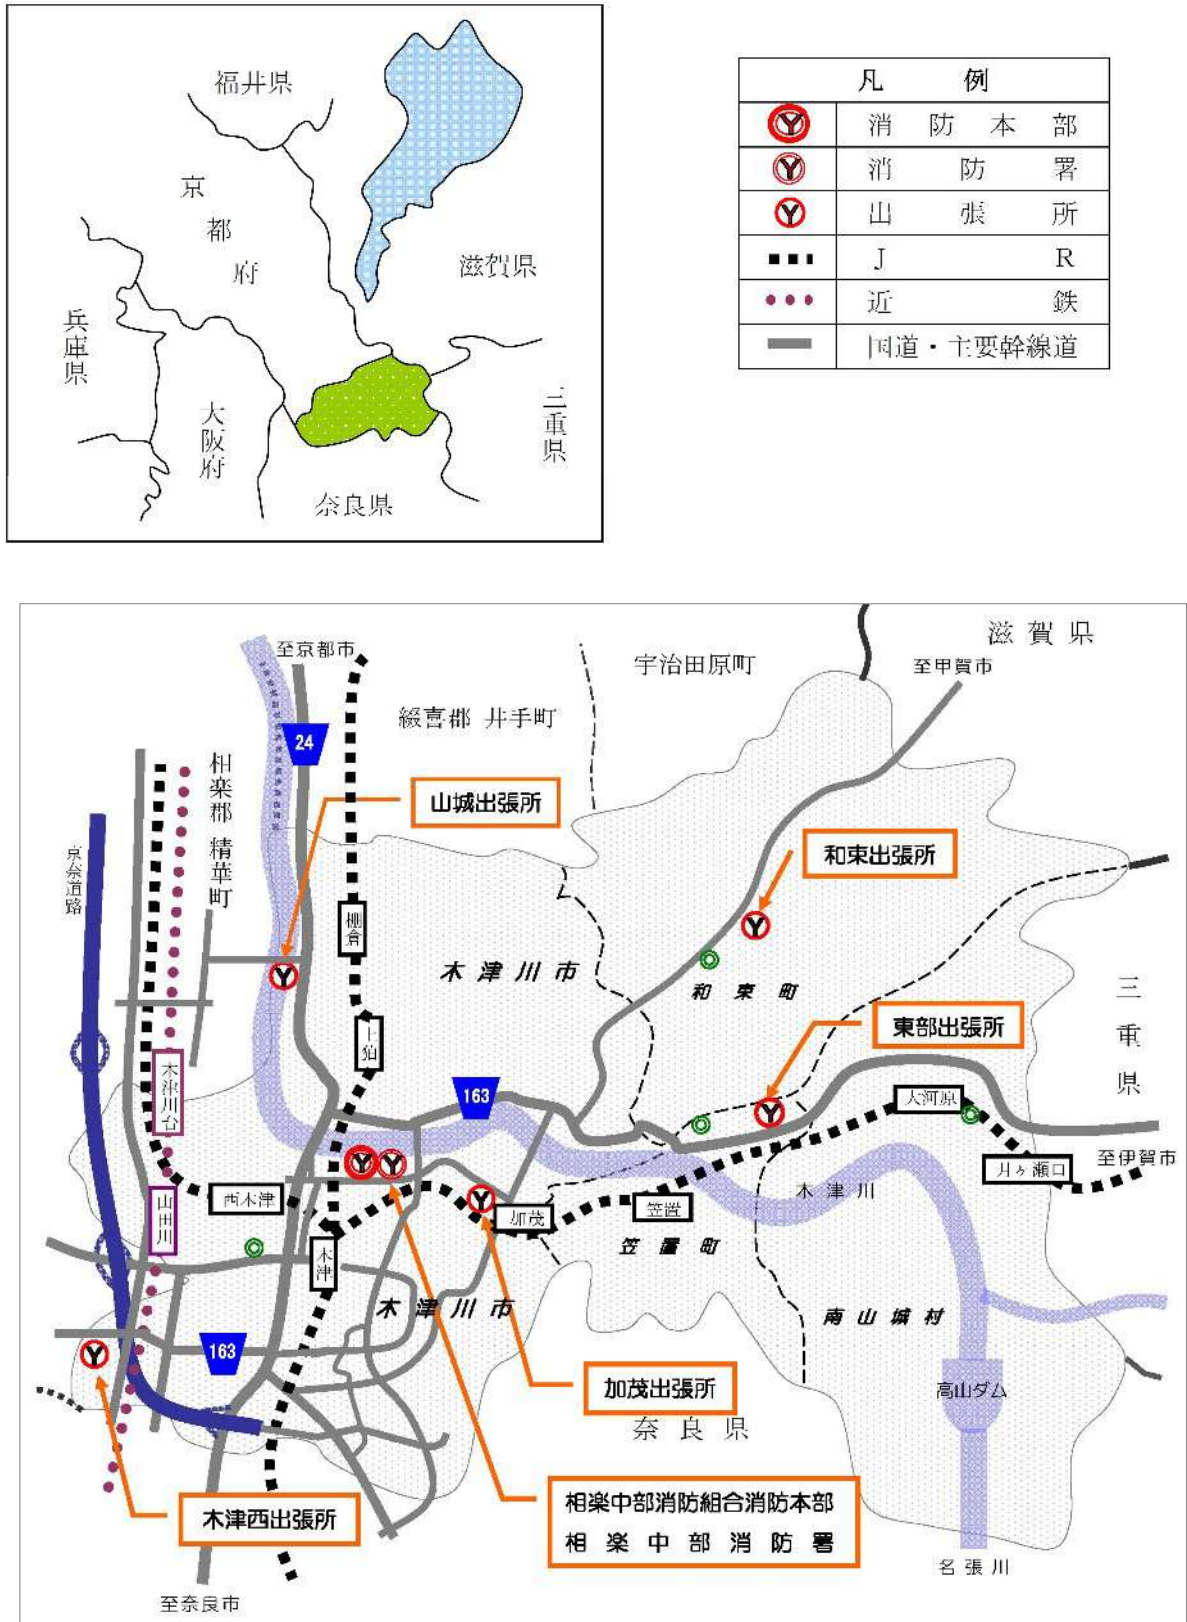 福井県
京都府
滋賀県
兵庫県
大阪府
三重県
奈良県
凡例
消防本部
消防署
出張所
JR
近鉄
国道・主要幹線道
滋賀県
至京都市
宇治田原町
至甲賀市
綴喜郡 井手町
24
相楽郡 精華町
山城出張所
和束出張所
京奈道路
棚倉
木津川市
和束町
三重県
東部出張所
上狛
木津川台
163
大河原
月ヶ瀬口
至伊賀市
西木津
山田川
加茂
笠置
木津川
木津
笠置町
木津川市
南山城村
163
加茂出張所
高山ダム
奈良県
相楽中部消防組合消防本部
相楽中部消防署
木津西出張所
名張川
至奈良市